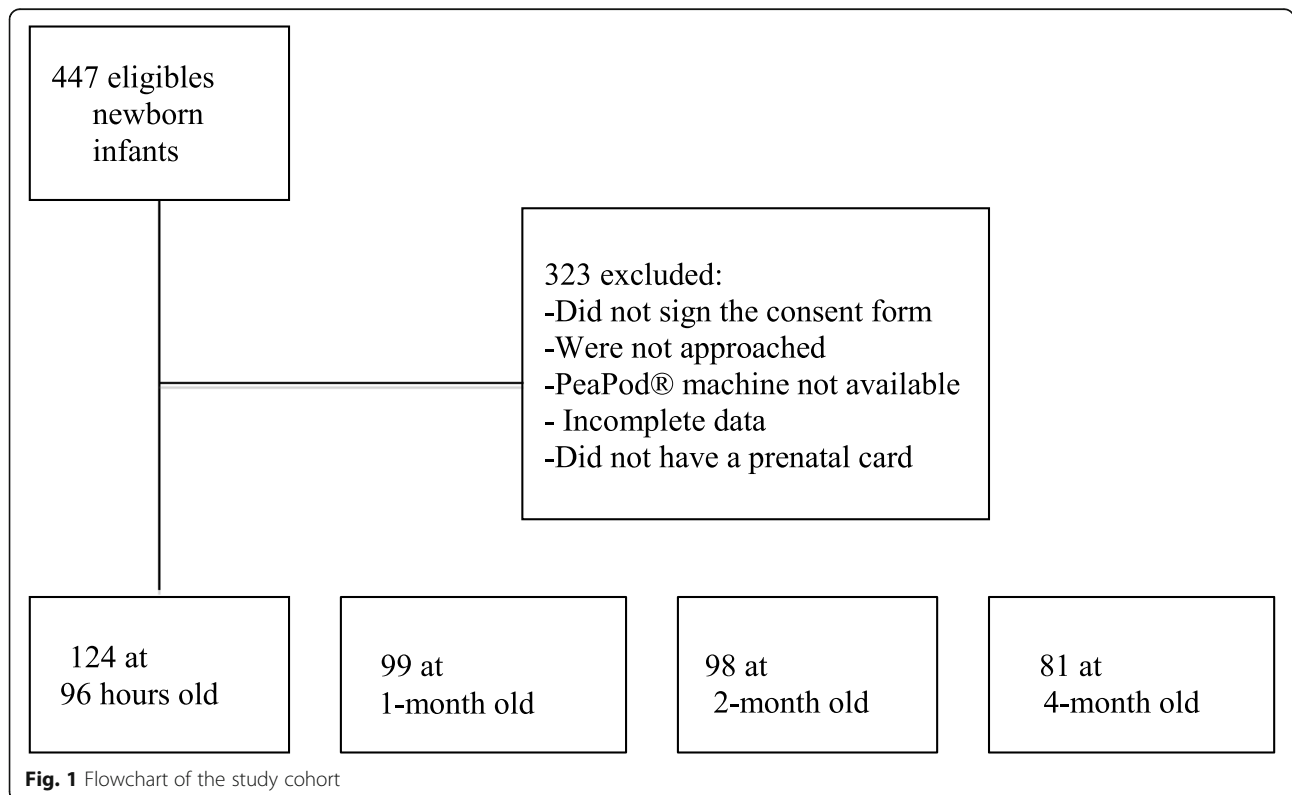 447 eligibles
newborn
infants
323 excluded:
-Did not sign the consent form
-Were not approached
-PeaPod® machine not available
- Incomplete data
-Did not have a prenatal card
124 at
96 hours old
99 at
1-month old
98 at
2-month old
81 at
4-month old
Fig. 1 Flowchart of the study cohort